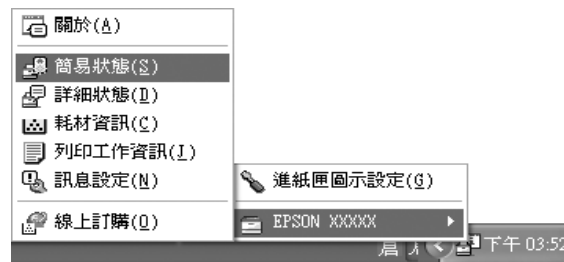 關於(A)
簡易狀態(S)
詳細狀態(D)
耗材資訊(C)
列印工作資訊(J)
訊息設定(N)
線上訂購(O)
進紙匣圖示設定(G)
EPSON XXXXX
下午 03:52